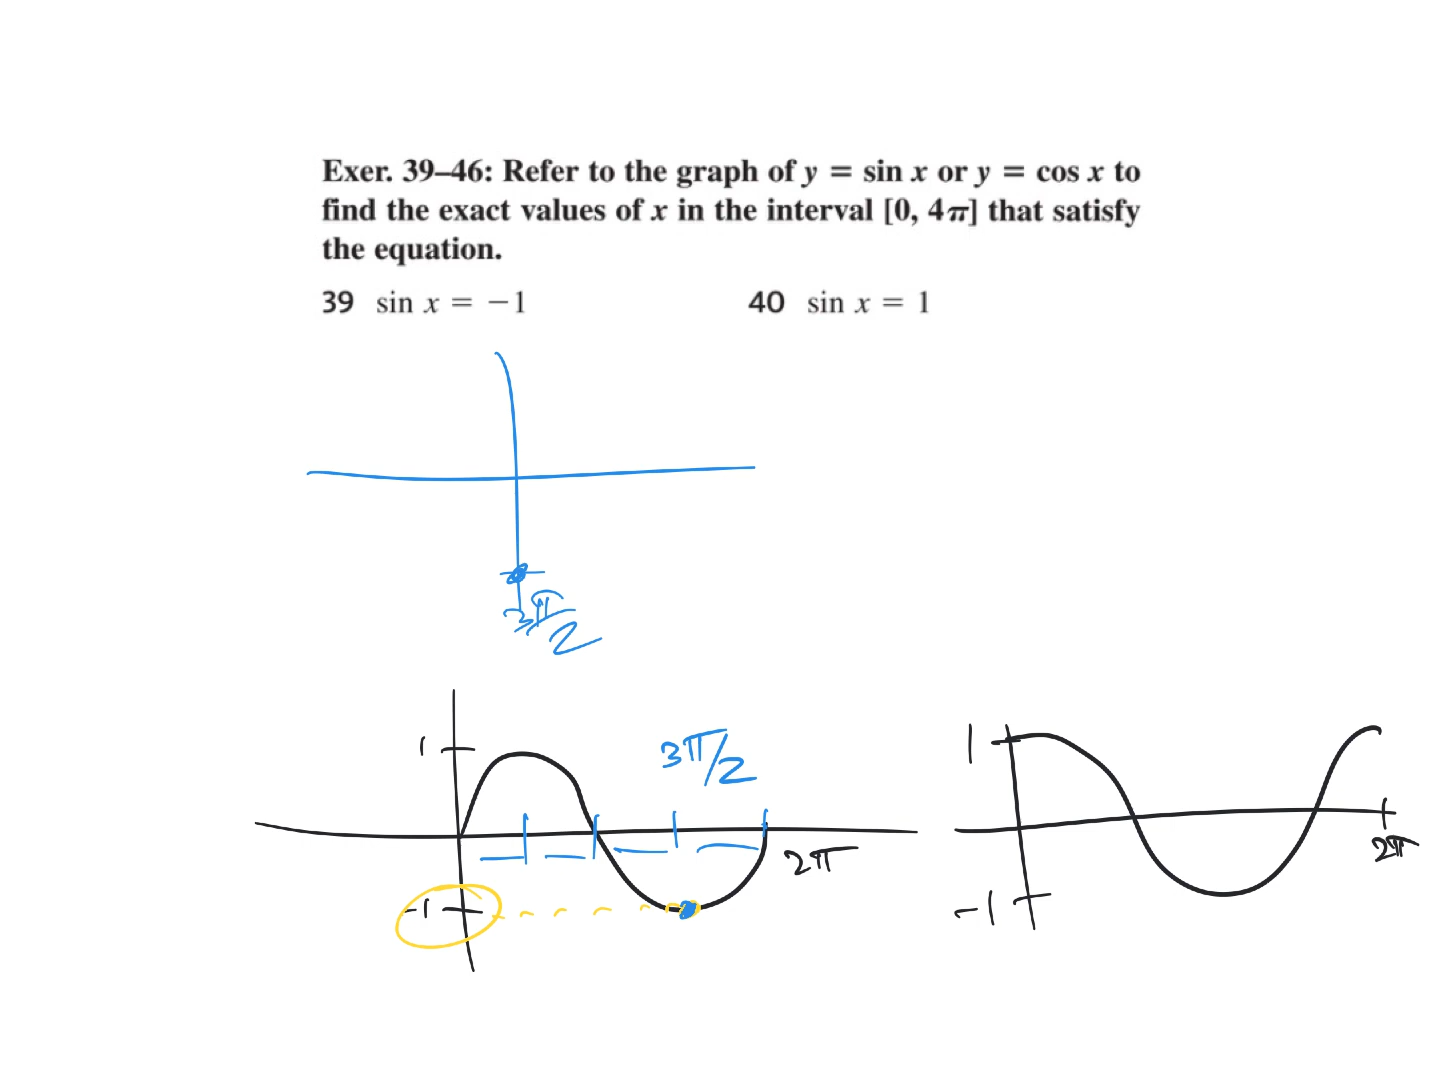 Exer. 39–46: Refer to the graph of y = sin x or y = cos x to
find the exact values of x in the interval [0, 4π] that satisfy
the equation.
39 sin x = −1
40 sin x = 1
3π/2
1
3π/2
2π
-1
1
2π
-1